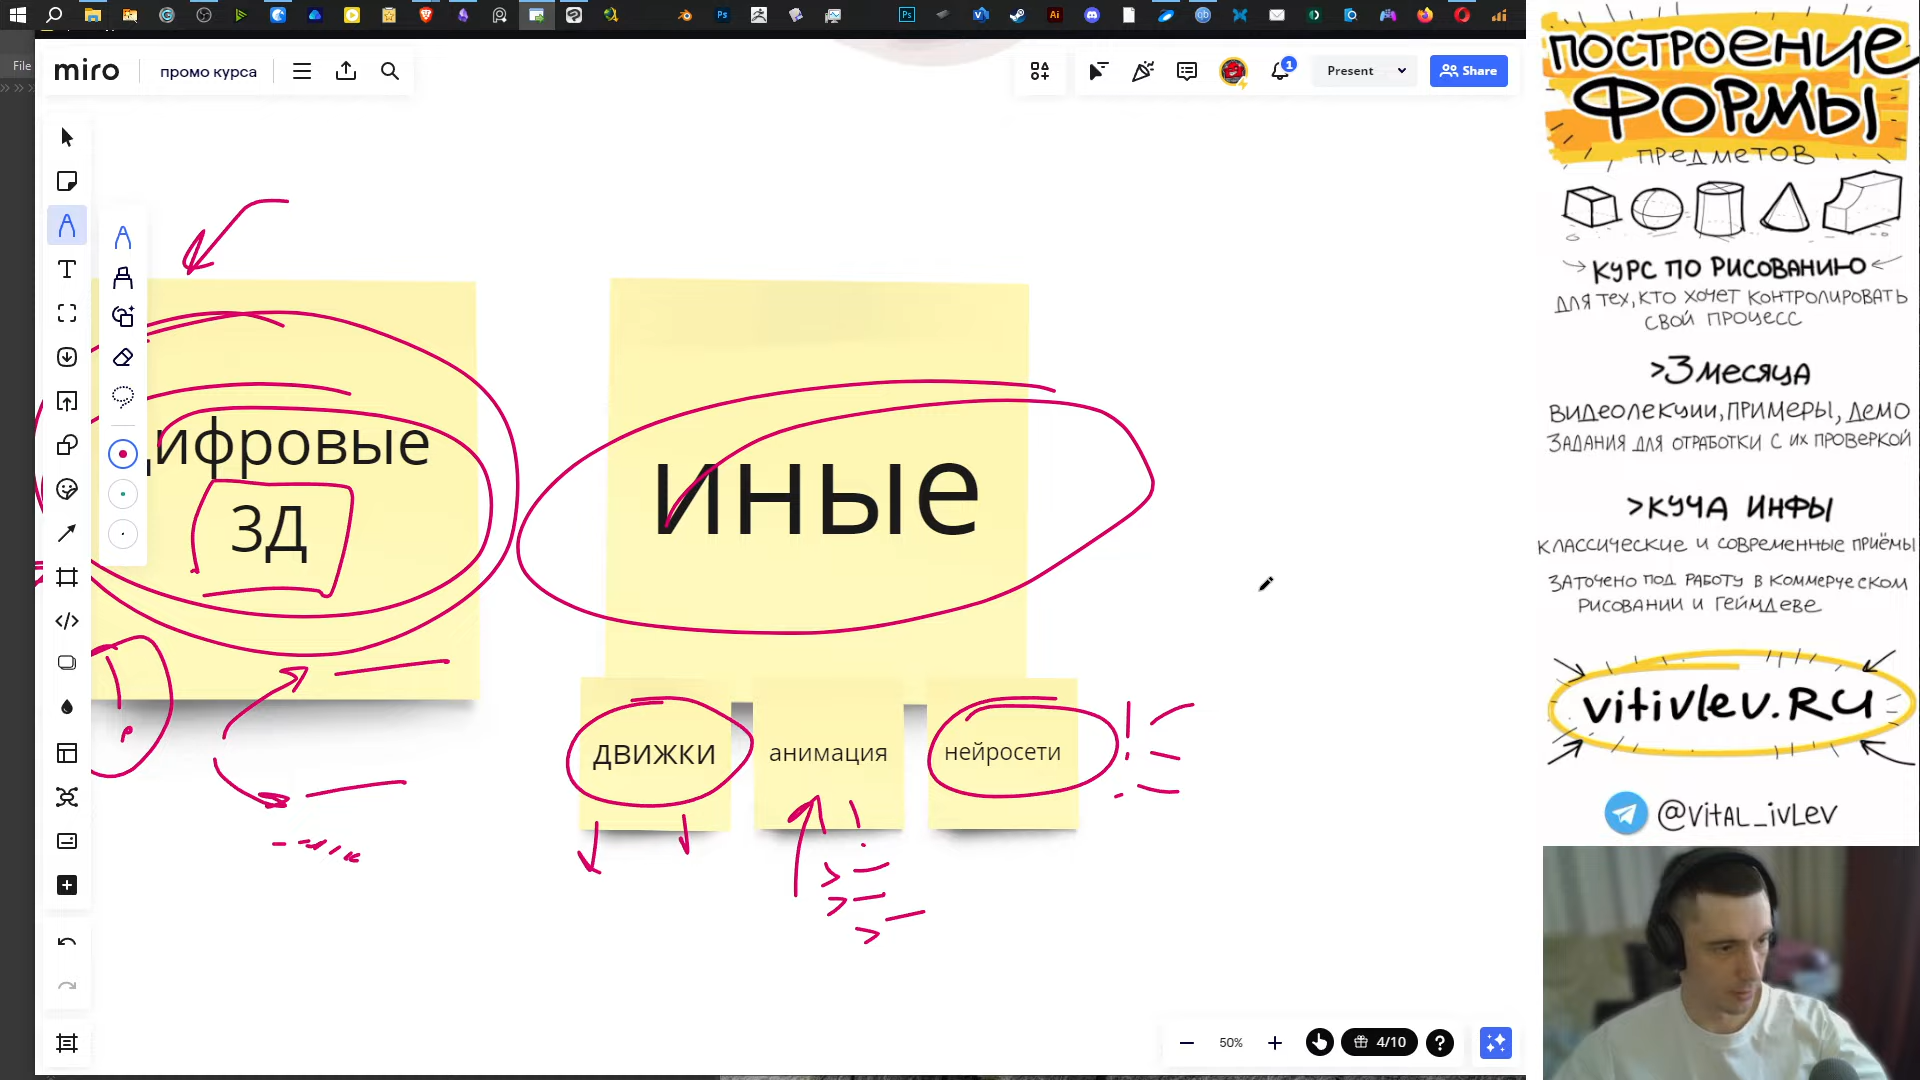 File
miro
промо курса
1
Present
Share
цифровые
3Д
иные
движки
анимация
нейросети
50%
4/10
ПОСТРОЕНИЕ
ФОРМЫ
ПРЕДМЕТОВ
КУРС ПО РИСОВАНИЮ
ДЛЯ ТЕХ, КТО ХОЧЕТ КОНТРОЛИРОВАТЬ
СВОЙ ПРОЦЕСС
>3 месяца
ВИДЕОЛЕКЦИИ, ПРИМЕРЫ, ДЕМО
ЗАДАНИЯ ДЛЯ ОТРАБОТКИ С ИХ ПРОВЕРКОЙ
>КУЧА ИНФЫ
КЛАССИЧЕСКИЕ И СОВРЕМЕННЫЕ ПРИЁМЫ
ЗАТОЧЕНО ПОД РАБОТУ В КОММЕРЧЕСКОМ
РИСОВАНИИ И ГЕЙМДЕВЕ
vitivlev.RU
@VITAL_ivLev